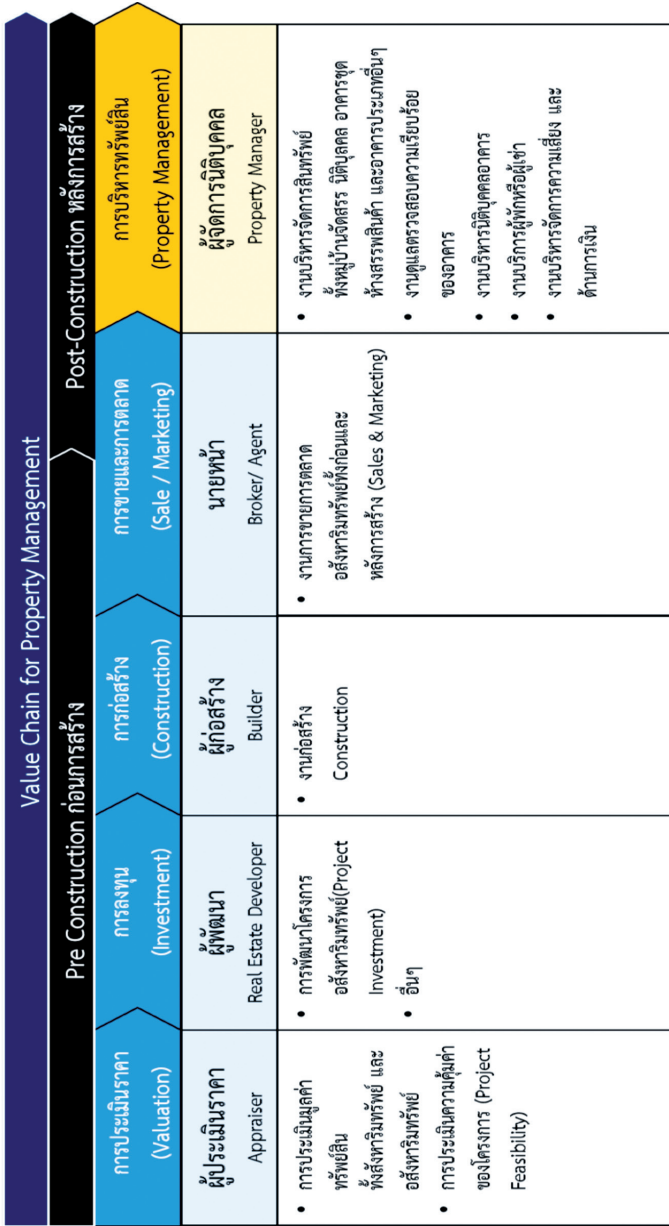 Value Chain for Property Management
Pre Construction ก่อนการสร้าง
Post-Construction หลังการสร้าง
การประเมินราคา
(Valuation)
การลงทุน
(Investment)
การก่อสร้าง
(Construction)
การขายและการตลาด
(Sale / Marketing)
การบริหารทรัพย์สิน
(Property Management)
ผู้ประเมินราคา
Appraiser
ผู้พัฒนา
Real Estate Developer
ผู้ก่อสร้าง
Builder
นายหน้า
Broker/ Agent
ผู้จัดการนิติบุคคล
Property Manager
• การประเมินมูลค่า
ทรัพย์สิน
ทั้งสังหาริมทรัพย์ และ
อสังหาริมทรัพย์
• การประเมินความคุ้มค่า
ของโครงการ (Project
Feasibility)
• การพัฒนาโครงการ
อสังหาริมทรัพย์(Project
Investment)
• อื่นๆ
• งานก่อสร้าง
Construction
• งานการขายการตลาด
อสังหาริมทรัพย์ทั้งก่อนและ
หลังการสร้าง (Sales & Marketing)
• งานบริหารจัดการสินทรัพย์
ทั้งหมู่บ้านจัดสรร นิติบุคคล อาคารชุด
ห้างสรรพสินค้า และอาคารประเภทอื่นๆ
• งานดูแลตรวจสอบความเรียบร้อย
ของอาคาร
• งานบริหารนิติบุคคลอาคาร
• งานบริการผู้พักหรือผู้เช่า
• งานบริหารจัดการความเสี่ยง และ
ด้านการเงิน